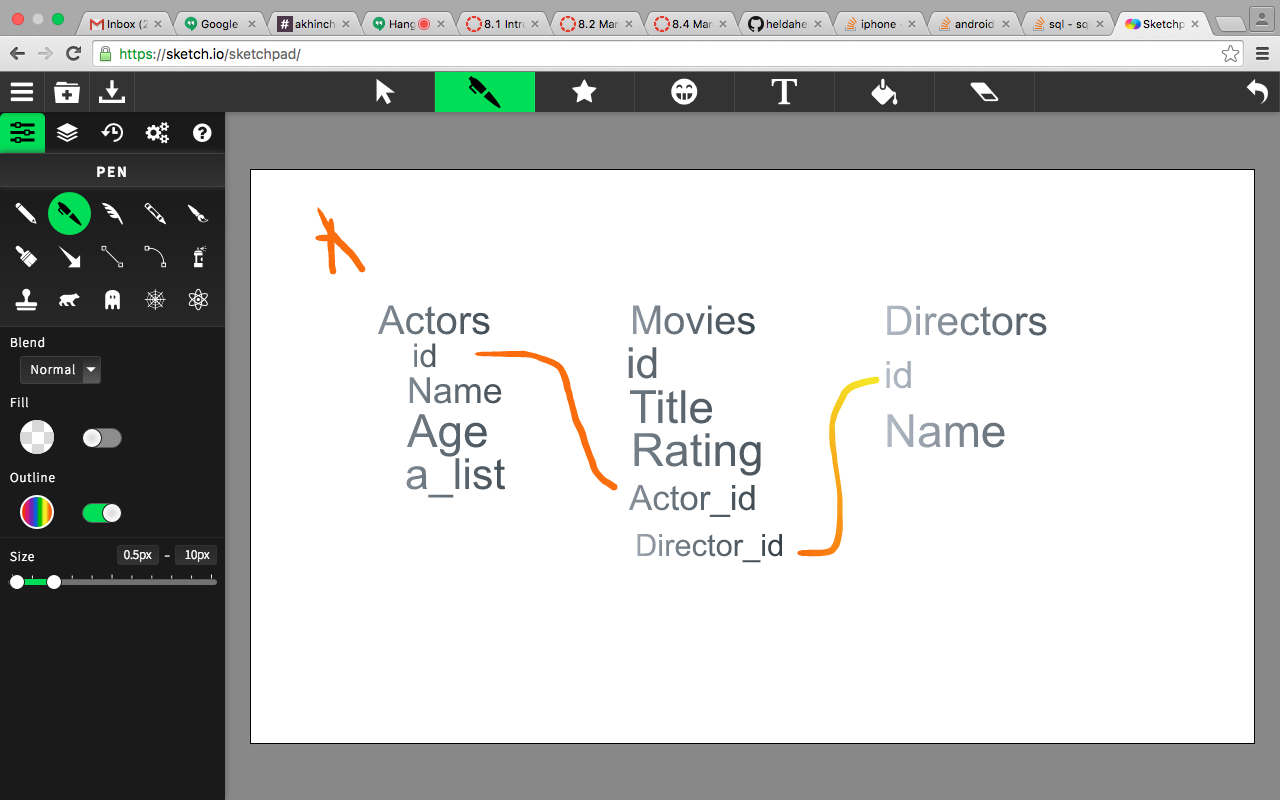 Inbox (2
Google
akhinch
Hang
8.1 Intr
8.2 Mar
8.4 Mar
heldahe
iphone -
android
sql - sq
Sketchp
https://sketch.io/sketchpad/
T
PEN
Blend
Normal
Fill
Outline
Size 0.5px - 10px
Actors
id
Name
Age
a_list
Movies
id
Title
Rating
Actor_id
Director_id
Directors
id
Name